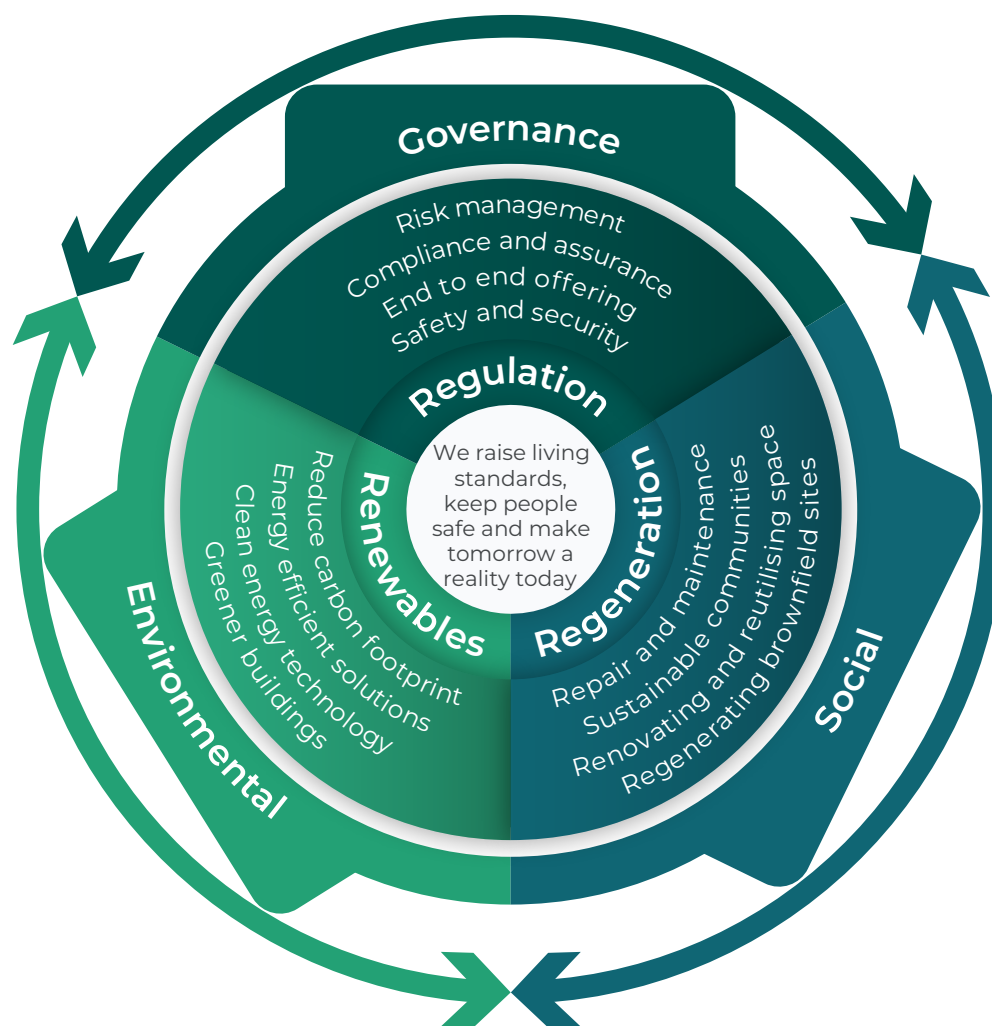 Governance
Risk management
Compliance and assurance
End to end offering
Safety and security
Regulation
We raise living
standards,
keep people
safe and make
tomorrow a
reality today
Renewables
Reduce carbon footprint
Energy efficient solutions
Clean energy technology
Greener buildings
Environmental
Regeneration
Repair and maintenance
Sustainable communities
Renovating and reutilising space
Regenerating brownfield sites
Social